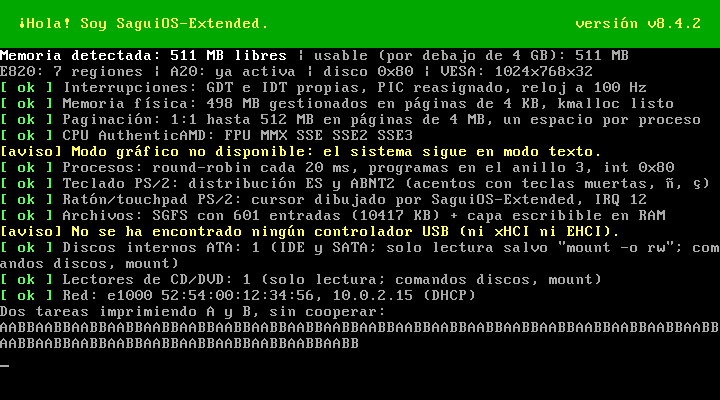 ¡Hola! Soy SaguiOS-Extended.
versión v8.4.2
Memoria detectada: 511 MB libres ¦ usable (por debajo de 4 GB): 511 MB
E820: 7 regiones ¦ A20: ya activa ¦ disco 0x80 ¦ VESA: 1024x768x32
[ ok ] Interrupciones: GDT e IDT propias, PIC reasignado, reloj a 100 Hz
[ ok ] Memoria física: 498 MB gestionados en páginas de 4 KB, kmalloc listo
[ ok ] Paginación: 1:1 hasta 512 MB en páginas de 4 MB, un espacio por proceso
[ ok ] CPU AuthenticAMD: FPU MMX SSE SSE2 SSE3
[aviso] Modo gráfico no disponible: el sistema sigue en modo texto.
[ ok ] Procesos: round-robin cada 20 ms, programas en el anillo 3, int 0x80
[ ok ] Teclado PS/2: distribución ES y ABNT2 (acentos con teclas muertas, ñ, ç)
[ ok ] Ratón/touchpad PS/2: cursor dibujado por SaguiOS-Extended, IRQ 12
[ ok ] Archivos: SGFS con 601 entradas (10417 KB) + capa escribible en RAM
[aviso] No se ha encontrado ningún controlador USB (ni xHCI ni EHCI).
[ ok ] Discos internos ATA: 1 (IDE y SATA; solo lectura salvo "mount -o rw"; com
andos discos, mount)
[ ok ] Lectores de CD/DVD: 1 (solo lectura; comandos discos, mount)
[ ok ] Red: e1000 52:54:00:12:34:56, 10.0.2.15 (DHCP)
Dos tareas imprimiendo A y B, sin cooperar:
AABBAABBAABBAABBAABBAABBAABBAABBAABBAABBAABBAABBAABBAABBAABBAABBAABBAABBAABBAABB
AABBAABBAABBAABBAABBAABBAABBAABBAABBAABB
_